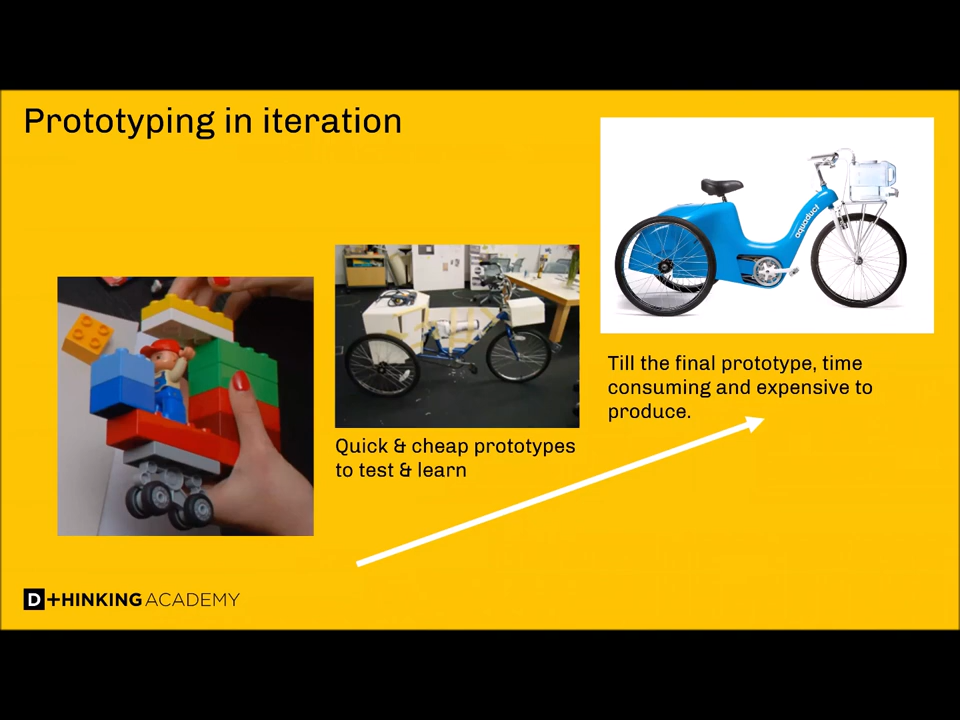 Prototyping in iteration
aquaduct
Till the final prototype, time
consuming and expensive to
produce.
Quick & cheap prototypes
to test & learn
D+HINKING ACADEMY